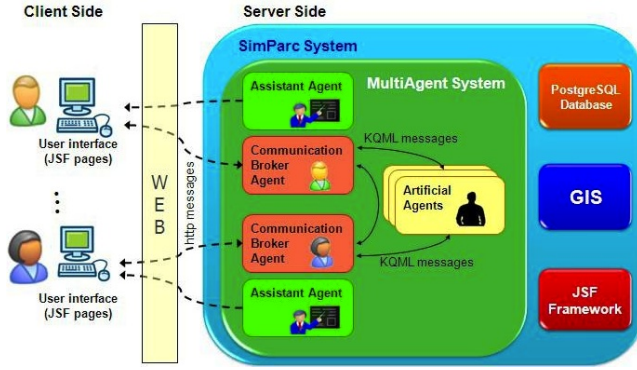 Client Side
Server Side
SimParc System
MultiAgent System
Assistant Agent
PostgreSQL
Database
KQML messages
User interface
(JSF pages)
Communication
Broker
Agent
W
E
B
http messages
Artificial
Agents
GIS
Communication
Broker
Agent
KQML messages
User interface
(JSF pages)
Assistant Agent
JSF
Framework